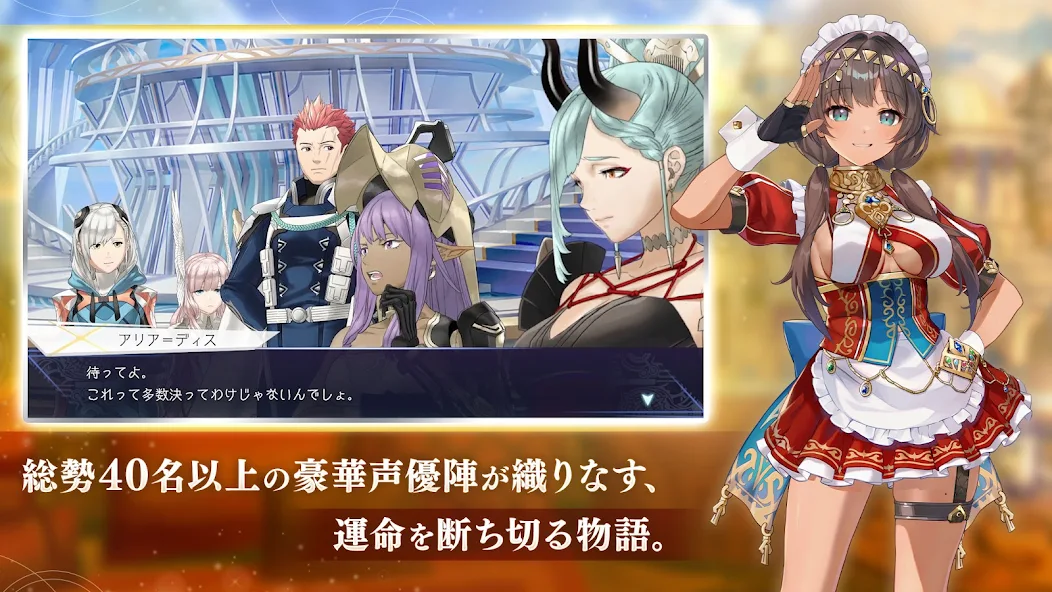 アリア＝ディス
待ってよ。
これって多数決ってわけじゃないんでしょ。
総勢40名以上の豪華声優陣が織りなす、
運命を断ち切る物語。